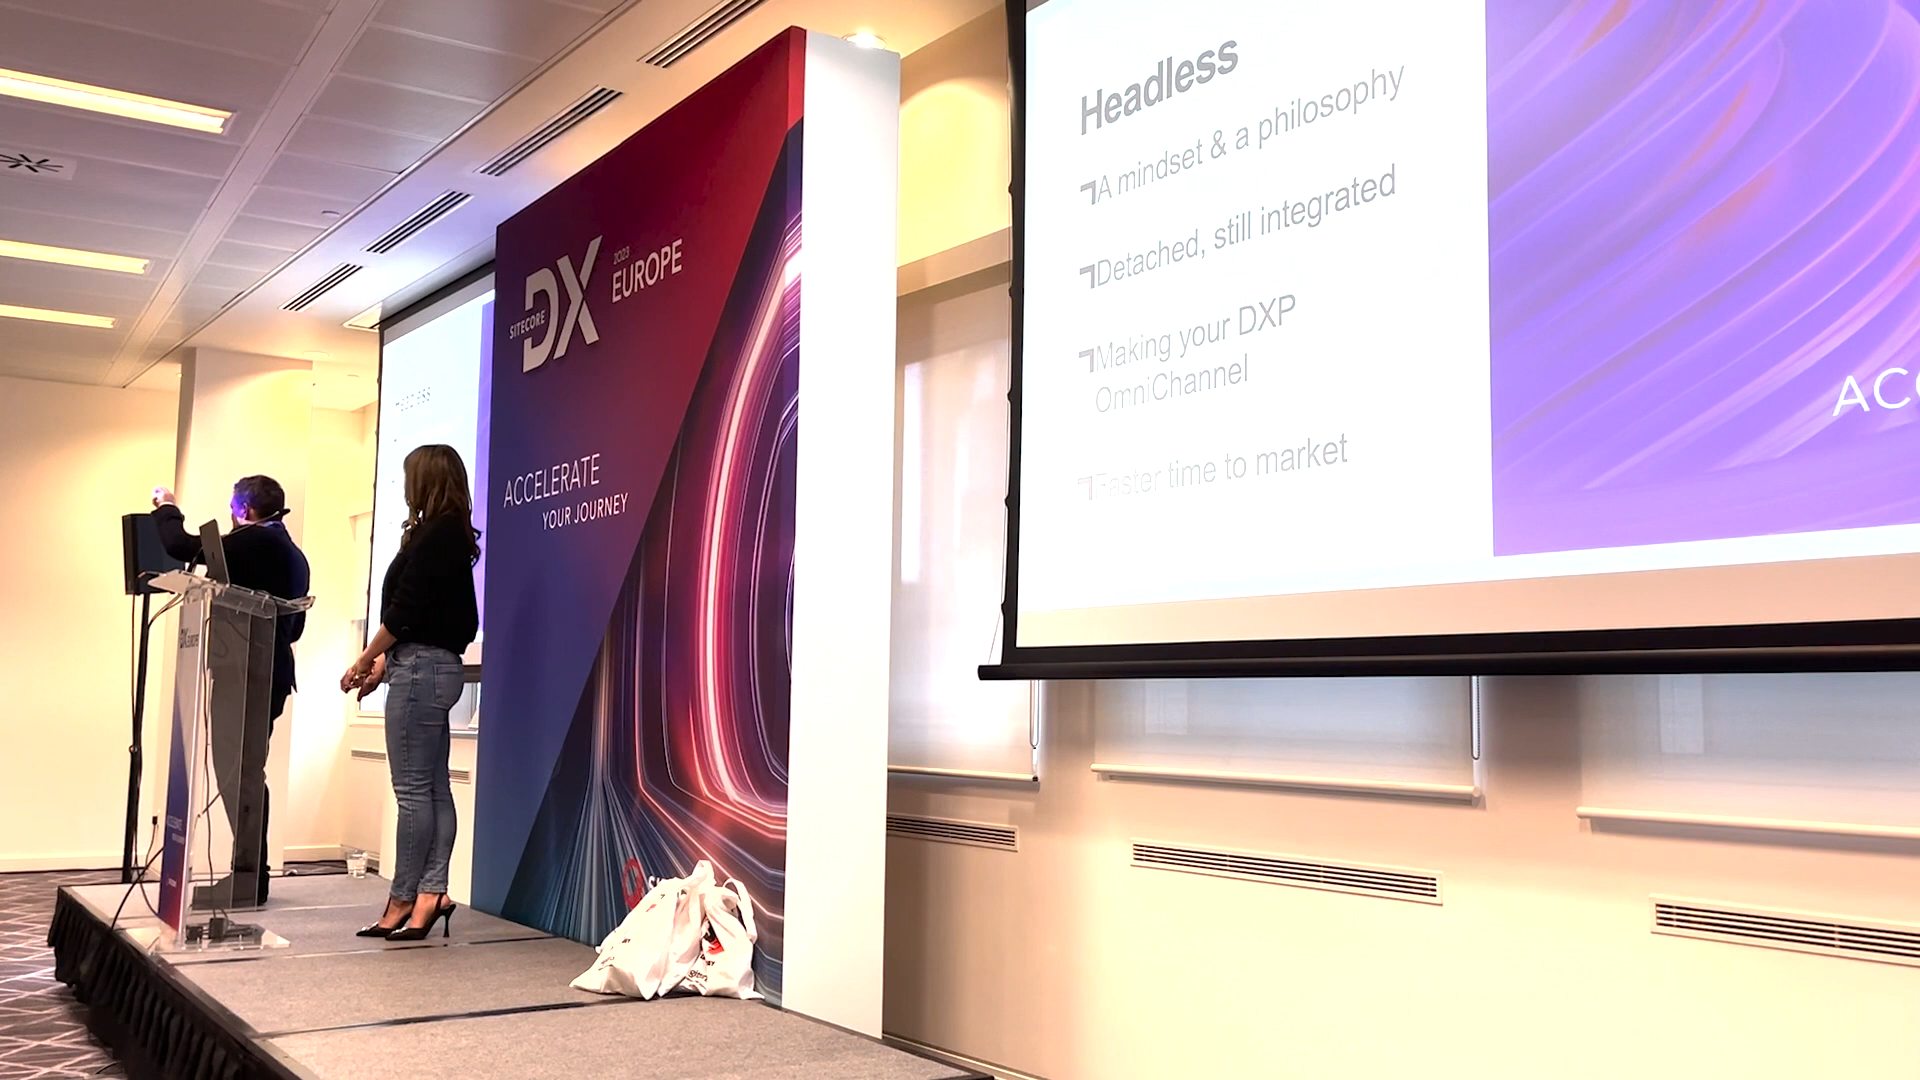 SITECORE
DX
2023
EUROPE
ACCELERATE
YOUR JOURNEY
Headless
A mindset & a philosophy
Detached, still integrated
Making your DXP
OmniChannel
Faster time to market